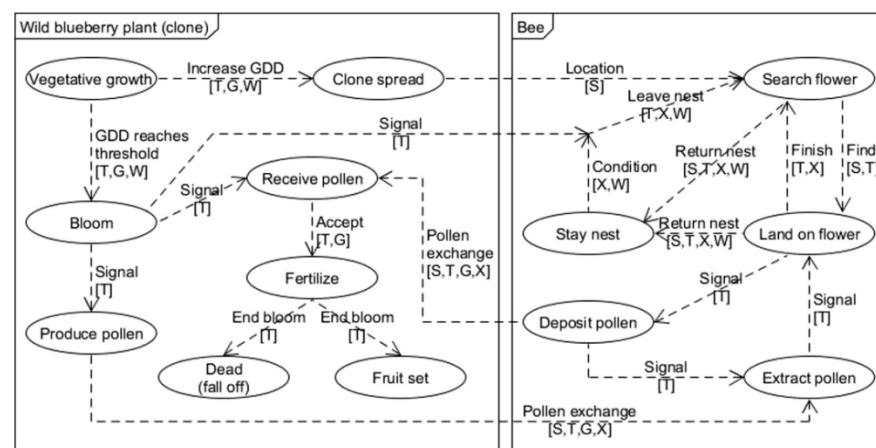 Wild blueberry plant (clone)
Bee
Vegetative growth
Increase GDD
[T,G,W]
Clone spread
Location
[S]
Search flower
Leave nest
[T,X,W]
GDD reaches
threshold
[T,G,W]
Signal
[T]
Condition
[X,W]
Return nest
[S,T,X,W]
Finish
[T,X]
Find
[S,T]
Signal
[T]
Receive pollen
Bloom
Accept
[T,G]
Pollen
exchange
[S,T,G,X]
Stay nest
Return nest
[S,T,X,W]
Land on flower
Signal
[T]
Fertilize
Signal
[T]
Signal
[T]
Produce pollen
End bloom
[T]
End bloom
[T]
Deposit pollen
Dead
(fall off)
Fruit set
Signal
[T]
Extract pollen
Pollen exchange
[S,T,G,X]